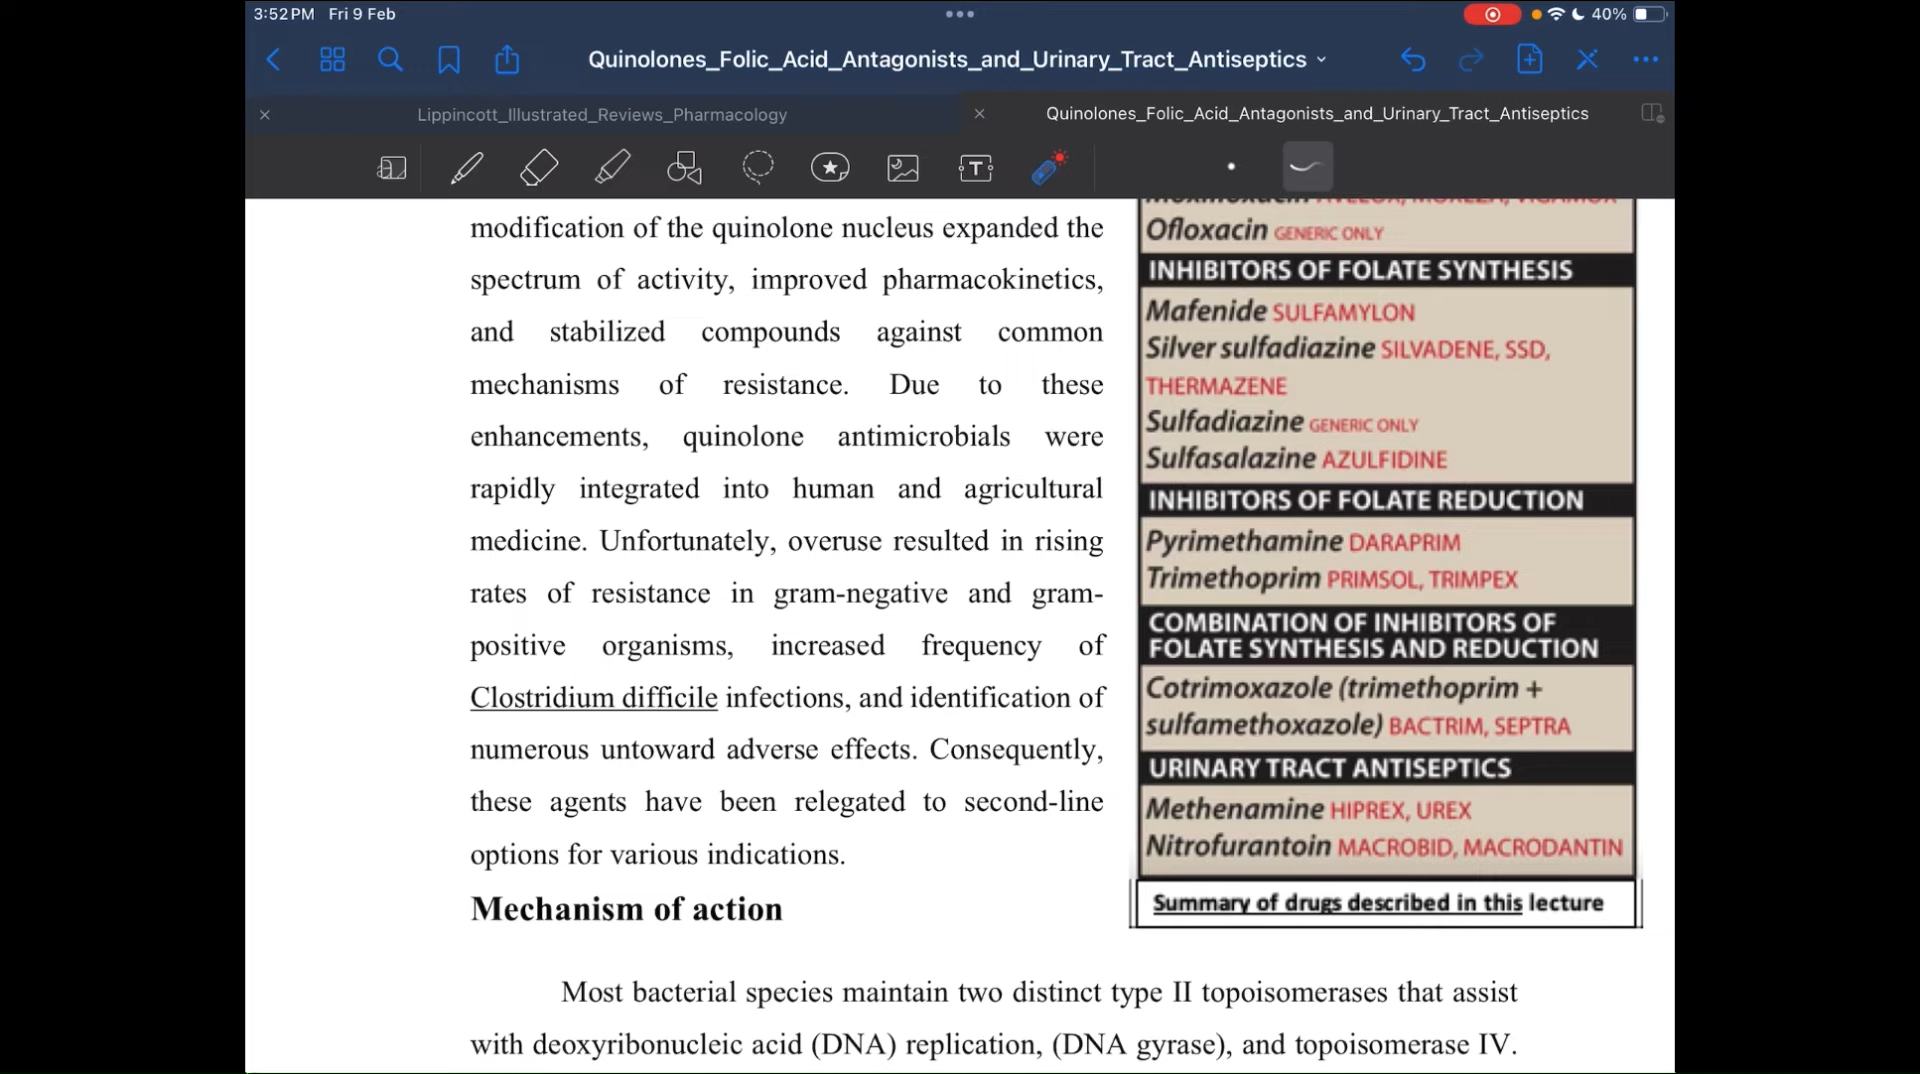 3:52 PM Fri 9 Feb
40%
Quinolones_Folic_Acid_Antagonists_and_Urinary_Tract_Antiseptics
Lippincott_Illustrated_Reviews_Pharmacology
Quinolones_Folic_Acid_Antagonists_and_Urinary_Tract_Antiseptics
modification of the quinolone nucleus expanded the
spectrum of activity, improved pharmacokinetics,
and stabilized compounds against common
mechanisms of resistance. Due to these
enhancements, quinolone antimicrobials were
rapidly integrated into human and agricultural
medicine. Unfortunately, overuse resulted in rising
rates of resistance in gram-negative and gram-
positive organisms, increased frequency of
Clostridium difficile infections, and identification of
numerous untoward adverse effects. Consequently,
these agents have been relegated to second-line
options for various indications.
Mechanism of action
Most bacterial species maintain two distinct type II topoisomerases that assist
with deoxyribonucleic acid (DNA) replication, (DNA gyrase), and topoisomerase IV.
Ofloxacin GENERIC ONLY
INHIBITORS OF FOLATE SYNTHESIS
Mafenide SULFAMYLON
Silver sulfadiazine SILVADENE, SSD,
THERMAZENE
Sulfadiazine GENERIC ONLY
Sulfasalazine AZULFIDINE
INHIBITORS OF FOLATE REDUCTION
Pyrimethamine DARAPRIM
Trimethoprim PRIMSOL, TRIMPEX
COMBINATION OF INHIBITORS OF
FOLATE SYNTHESIS AND REDUCTION
Cotrimoxazole (trimethoprim +
sulfamethoxazole) BACTRIM, SEPTRA
URINARY TRACT ANTISEPTICS
Methenamine HIPREX, UREX
Nitrofurantoin MACROBID, MACRODANTIN
Summary of drugs described in this lecture